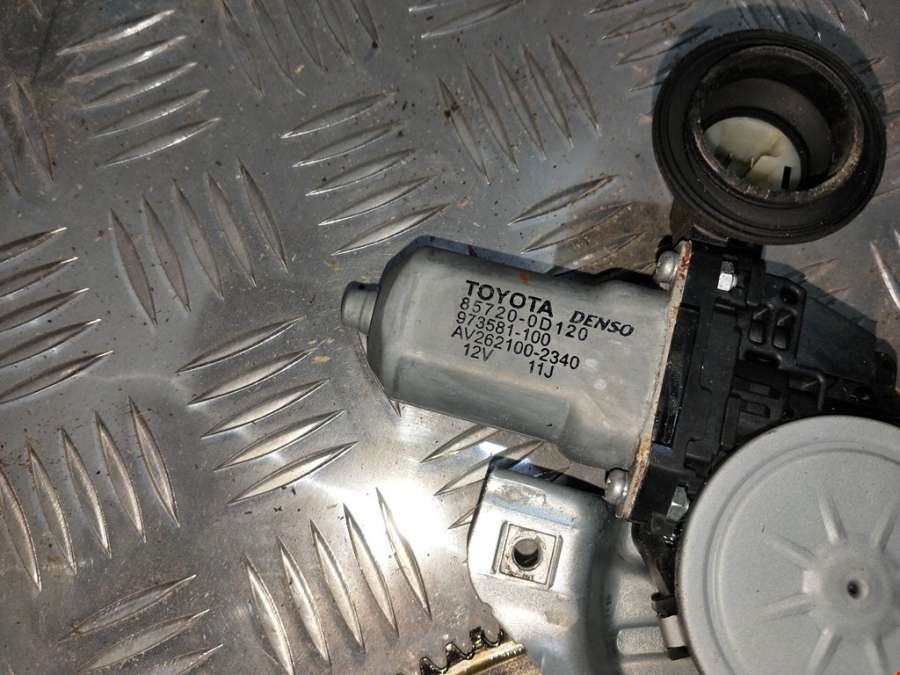 TOYOTA
85720-0D120 DENSO
973581-100
AV262100-2340
12V 11J